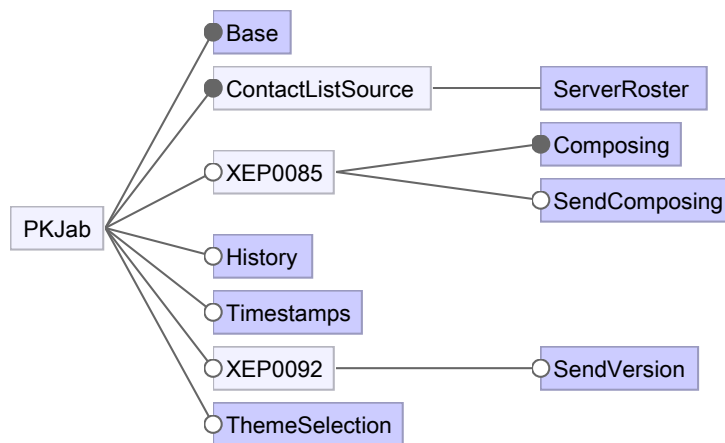 Base
ContactListSource
ServerRoster
Composing
XEP0085
SendComposing
PKJab
History
Timestamps
XEP0092
SendVersion
ThemeSelection